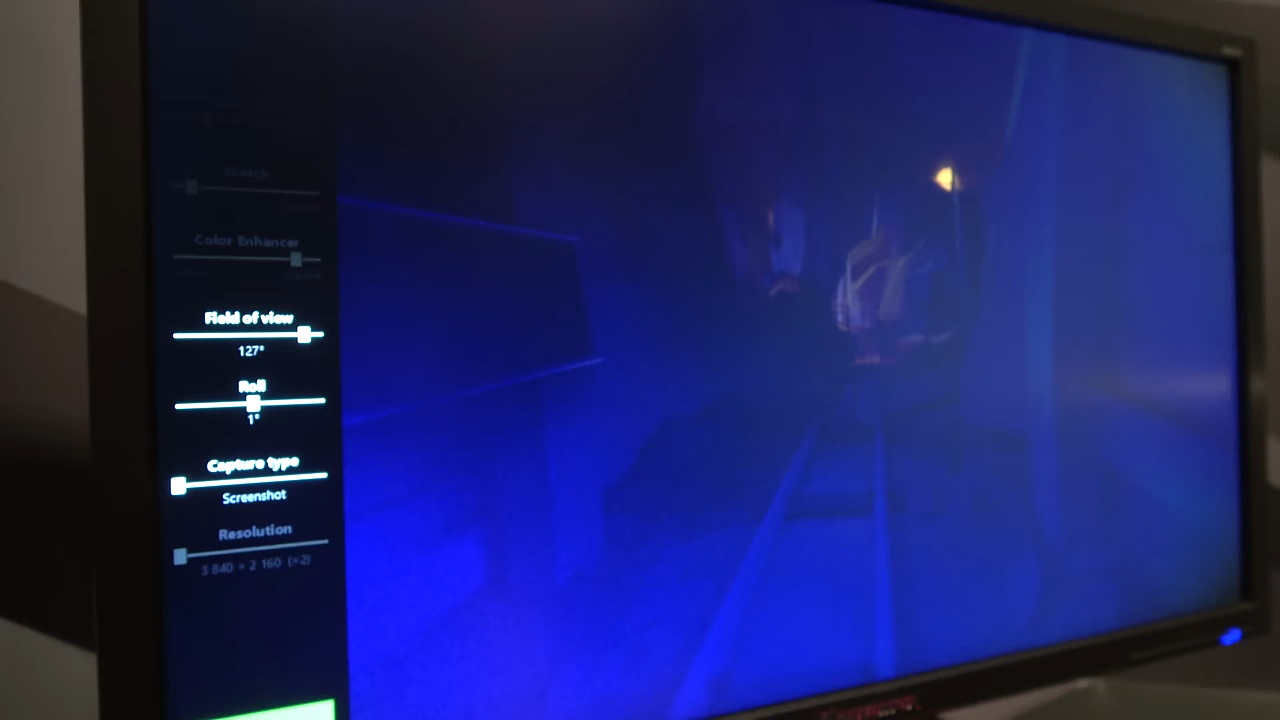 Color Enhancer
Field of view
127°
Roll
1°
Capture type
Screenshot
Resolution
3 840 × 2 160 (×2)